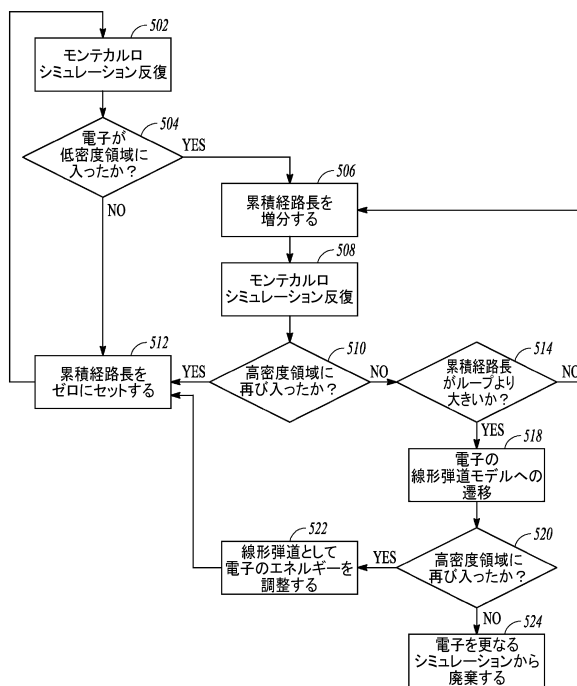 502
モンテカルロ
シミュレーション反復
504
電子が
低密度領域に
入ったか？
YES
NO
506
累積経路長を
増分する
508
モンテカルロ
シミュレーション反復
510
高密度領域に
再び入ったか？
YES
NO
512
累積経路長を
ゼロにセットする
514
累積経路長
がループより
大きいか？
NO
YES
518
電子の
線形弾道モデルへの
遷移
520
高密度領域に
再び入ったか？
YES
NO
522
線形弾道として
電子のエネルギーを
調整する
524
電子を更なる
シミュレーションから
廃棄する